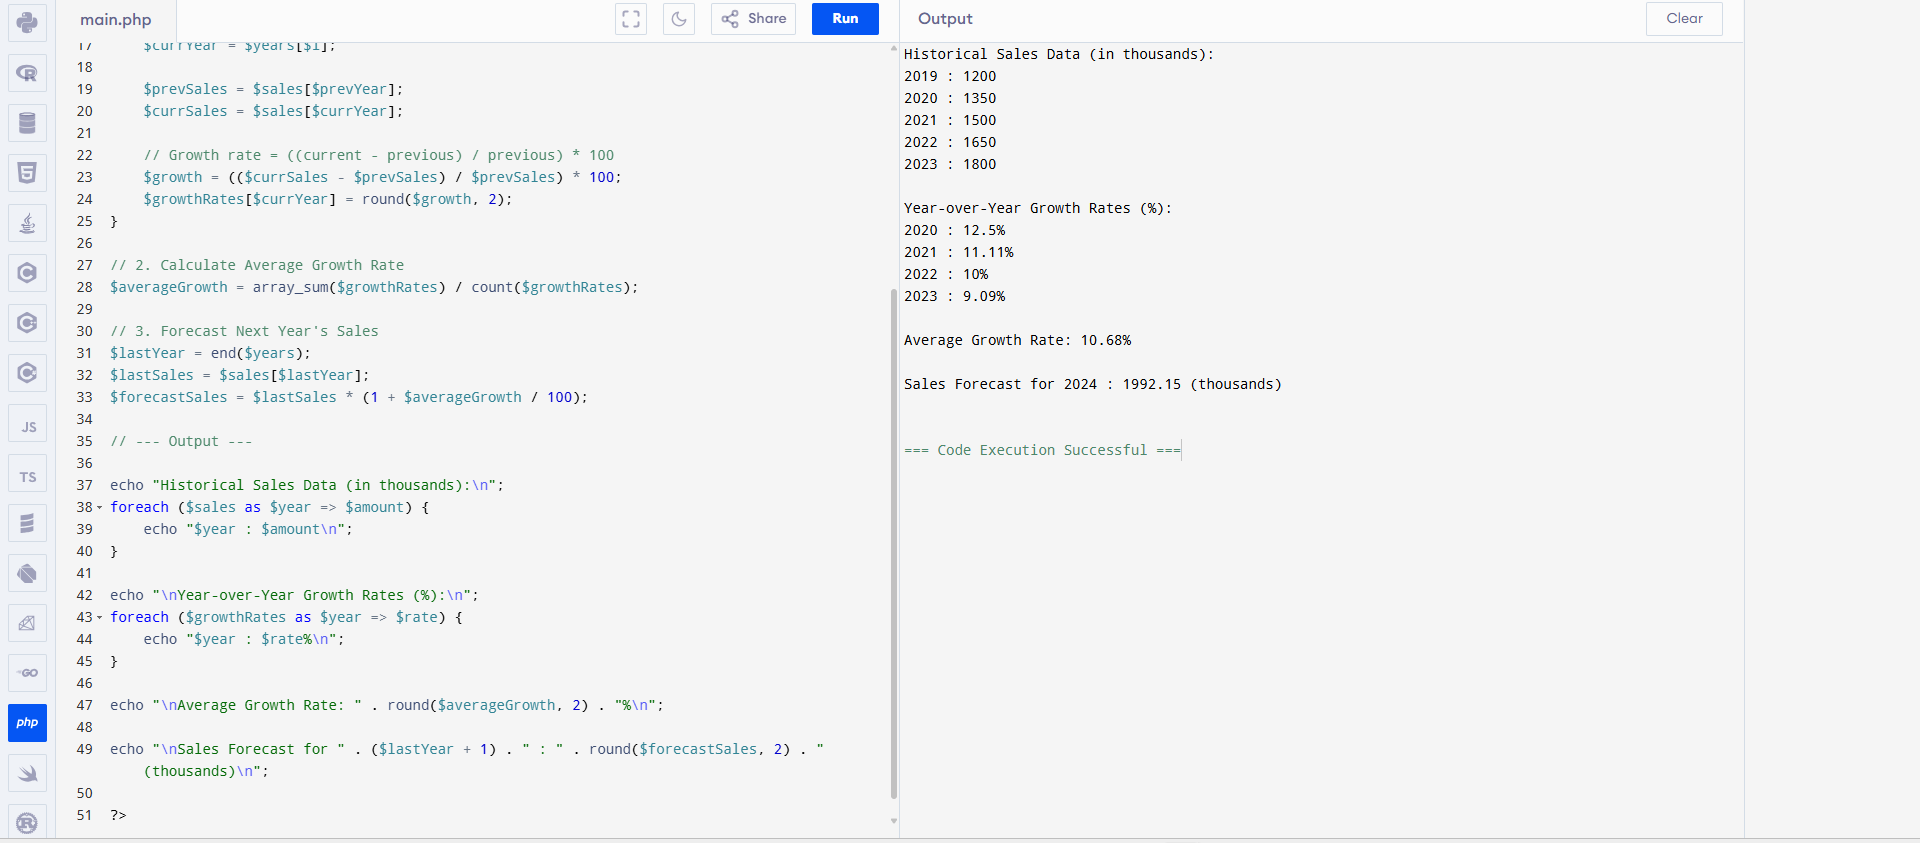 main.php
Share
Run
Output
Clear
17     $currYear = $years[$i];
18
19     $prevSales = $sales[$prevYear];
20     $currSales = $sales[$currYear];
21
22     // Growth rate = ((current - previous) / previous) * 100
23     $growth = (($currSales - $prevSales) / $prevSales) * 100;
24     $growthRates[$currYear] = round($growth, 2);
25 }
26
27 // 2. Calculate Average Growth Rate
28 $averageGrowth = array_sum($growthRates) / count($growthRates);
29
30 // 3. Forecast Next Year's Sales
31 $lastYear = end($years);
32 $lastSales = $sales[$lastYear];
33 $forecastSales = $lastSales * (1 + $averageGrowth / 100);
34
35 // --- Output ---
36
37 echo "Historical Sales Data (in thousands):\n";
38 foreach ($sales as $year => $amount) {
39     echo "$year : $amount\n";
40 }
41
42 echo "\nYear-over-Year Growth Rates (%):\n";
43 foreach ($growthRates as $year => $rate) {
44     echo "$year : $rate%\n";
45 }
46
47 echo "\nAverage Growth Rate: " . round($averageGrowth, 2) . "%\n";
48
49 echo "\nSales Forecast for " . ($lastYear + 1) . " : " . round($forecastSales, 2) . "
(thousands)\n";
50
51 ?>
Historical Sales Data (in thousands):
2019 : 1200
2020 : 1350
2021 : 1500
2022 : 1650
2023 : 1800
Year-over-Year Growth Rates (%):
2020 : 12.5%
2021 : 11.11%
2022 : 10%
2023 : 9.09%
Average Growth Rate: 10.68%
Sales Forecast for 2024 : 1992.15 (thousands)
=== Code Execution Successful ===
R
5
C
C
C
JS
TS
GO
php
R